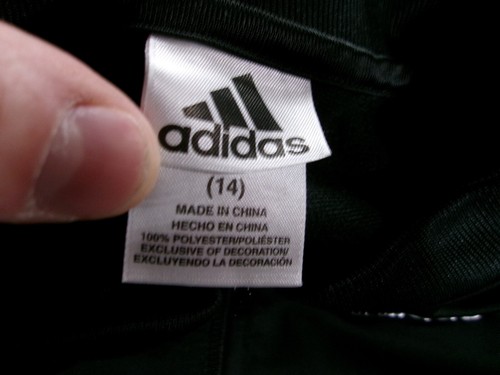 adidas
(14)
MADE IN CHINA
HECHO EN CHINA
100% POLYESTER/POLIÉSTER
EXCLUSIVE OF DECORATION/
EXCLUYENDO LA DECORACIÓN